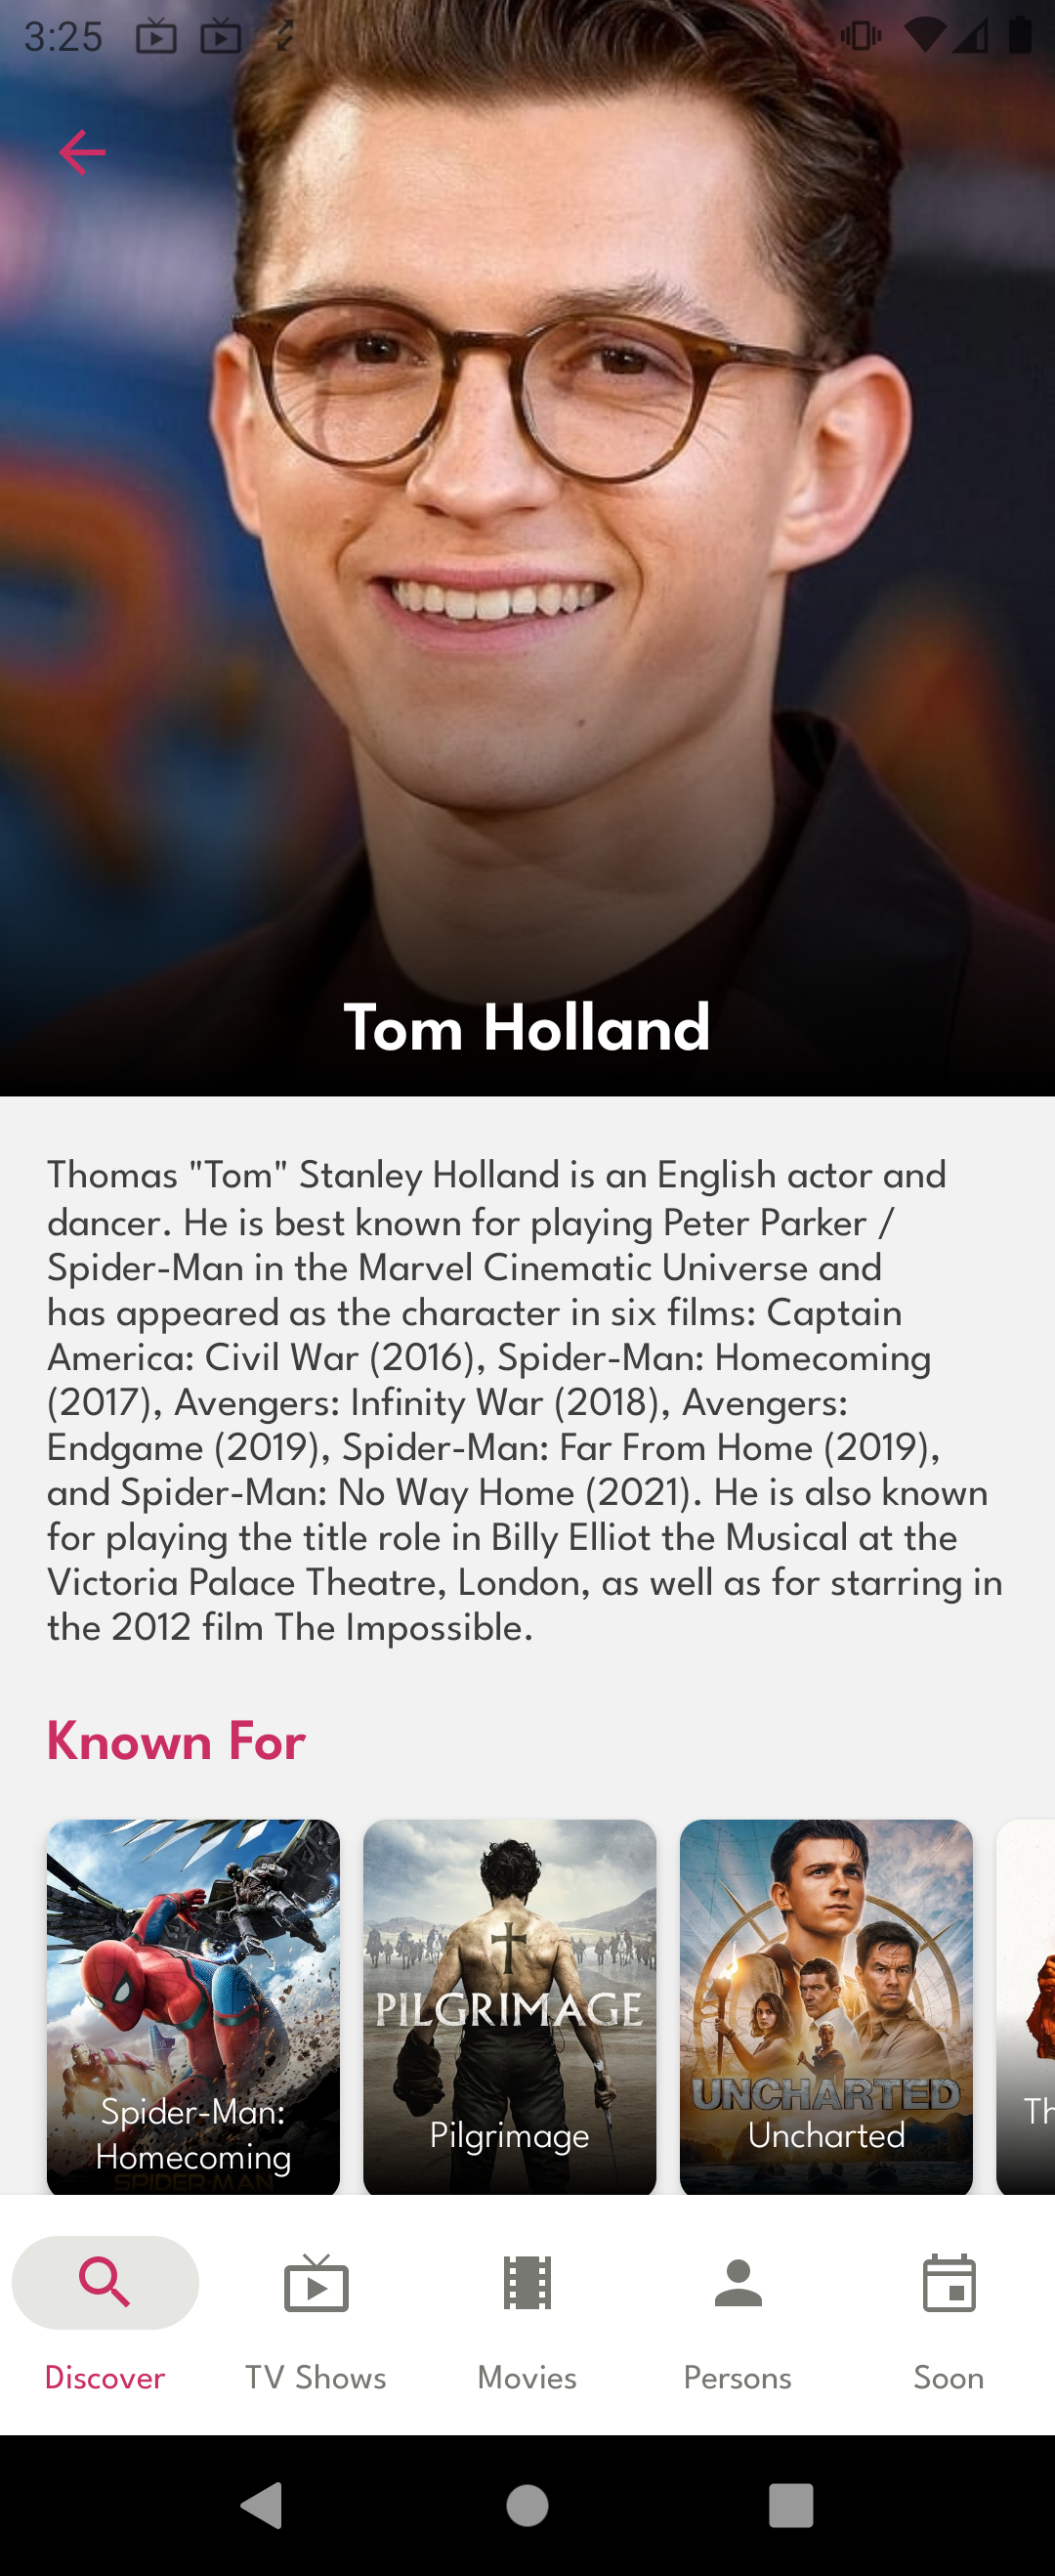 3:25
Tom Holland
Thomas "Tom" Stanley Holland is an English actor and
dancer. He is best known for playing Peter Parker /
Spider-Man in the Marvel Cinematic Universe and
has appeared as the character in six films: Captain
America: Civil War (2016), Spider-Man: Homecoming
(2017), Avengers: Infinity War (2018), Avengers:
Endgame (2019), Spider-Man: Far From Home (2019),
and Spider-Man: No Way Home (2021). He is also known
for playing the title role in Billy Elliot the Musical at the
Victoria Palace Theatre, London, as well as for starring in
the 2012 film The Impossible.
Known For
PILGRIMAGE
UNCHARTED
Spider-Man:
Homecoming
SPIDER-MAN
Pilgrimage
Uncharted
Th
Discover
TV Shows
Movies
Persons
Soon